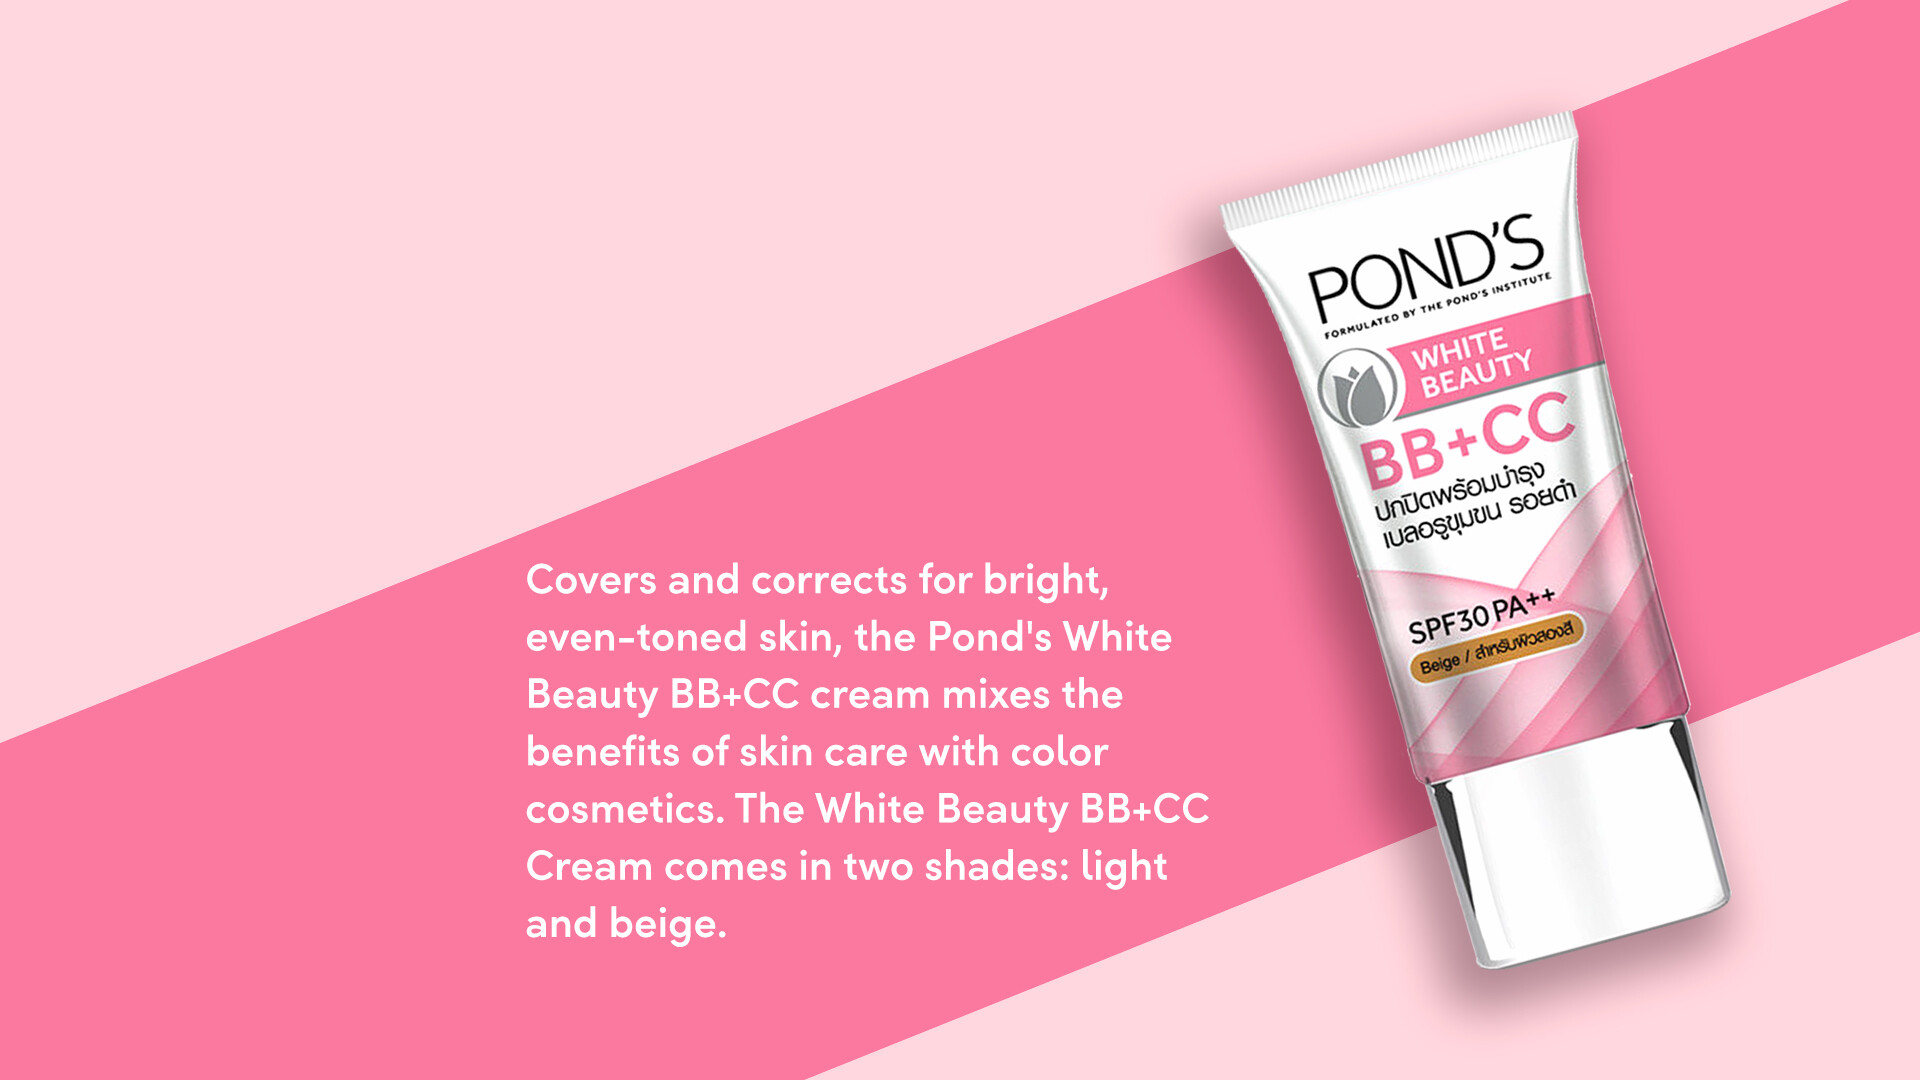 Covers and corrects for bright,
even-toned skin, the Pond's White
Beauty BB+CC cream mixes the
benefits of skin care with color
cosmetics. The White Beauty BB+CC
Cream comes in two shades: light
and beige.
POND'S
FORMULATED BY THE POND'S INSTITUTE
WHITE
BEAUTY
BB+CC
ปกปิดพร้อมบำรุง
เบลอรูขุมขน รอยดำ
SPF30 PA++
Beige / สำหรับผิวสองสี